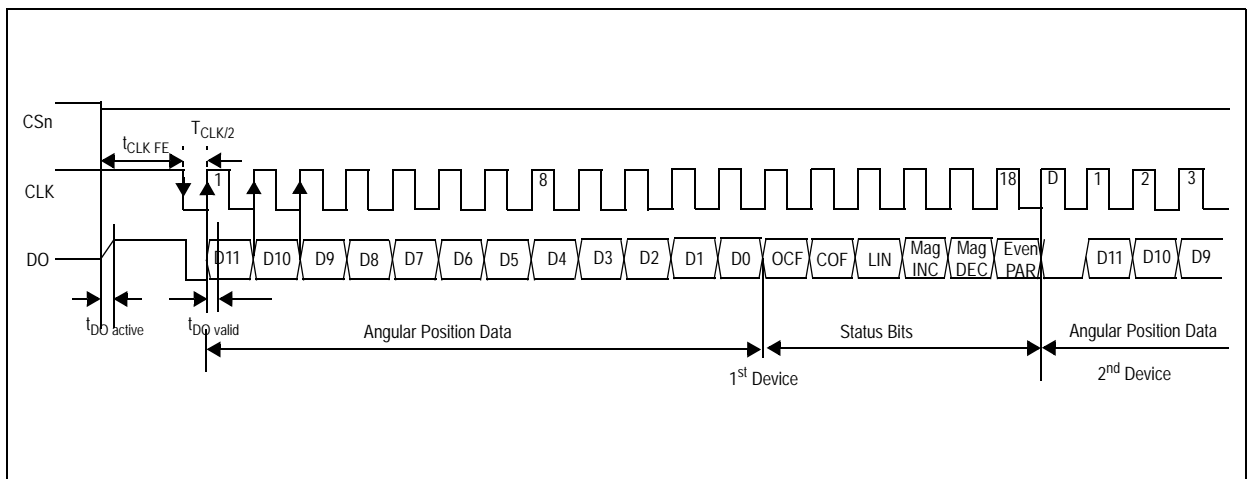 CSn
tCLK FE
TCLK/2
CLK
1
8
18
D
1
2
3
DO
D11
D10
D9
D8
D7
D6
D5
D4
D3
D2
D1
D0
OCF
COF
LIN
Mag
INC
Mag
DEC
Even
PAR
D11
D10
D9
tDO active
tDO valid
Angular Position Data
Status Bits
Angular Position Data
1st Device
2nd Device